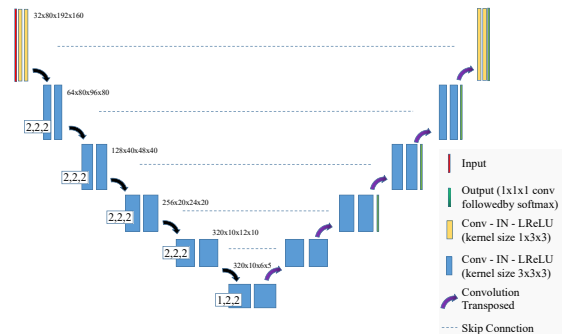 32x80x192x160
64x80x96x80
2,2,2
128x40x48x40
2,2,2
256x20x24x20
2,2,2
320x10x12x10
2,2,2
320x10x6x5
1,2,2
Input
Output (1x1x1 conv
followedby softmax)
Conv - IN - LReLU
(kernel size 1x3x3)
Conv - IN - LReLU
(kernel size 3x3x3)
Convolution
Transposed
Skip Connction